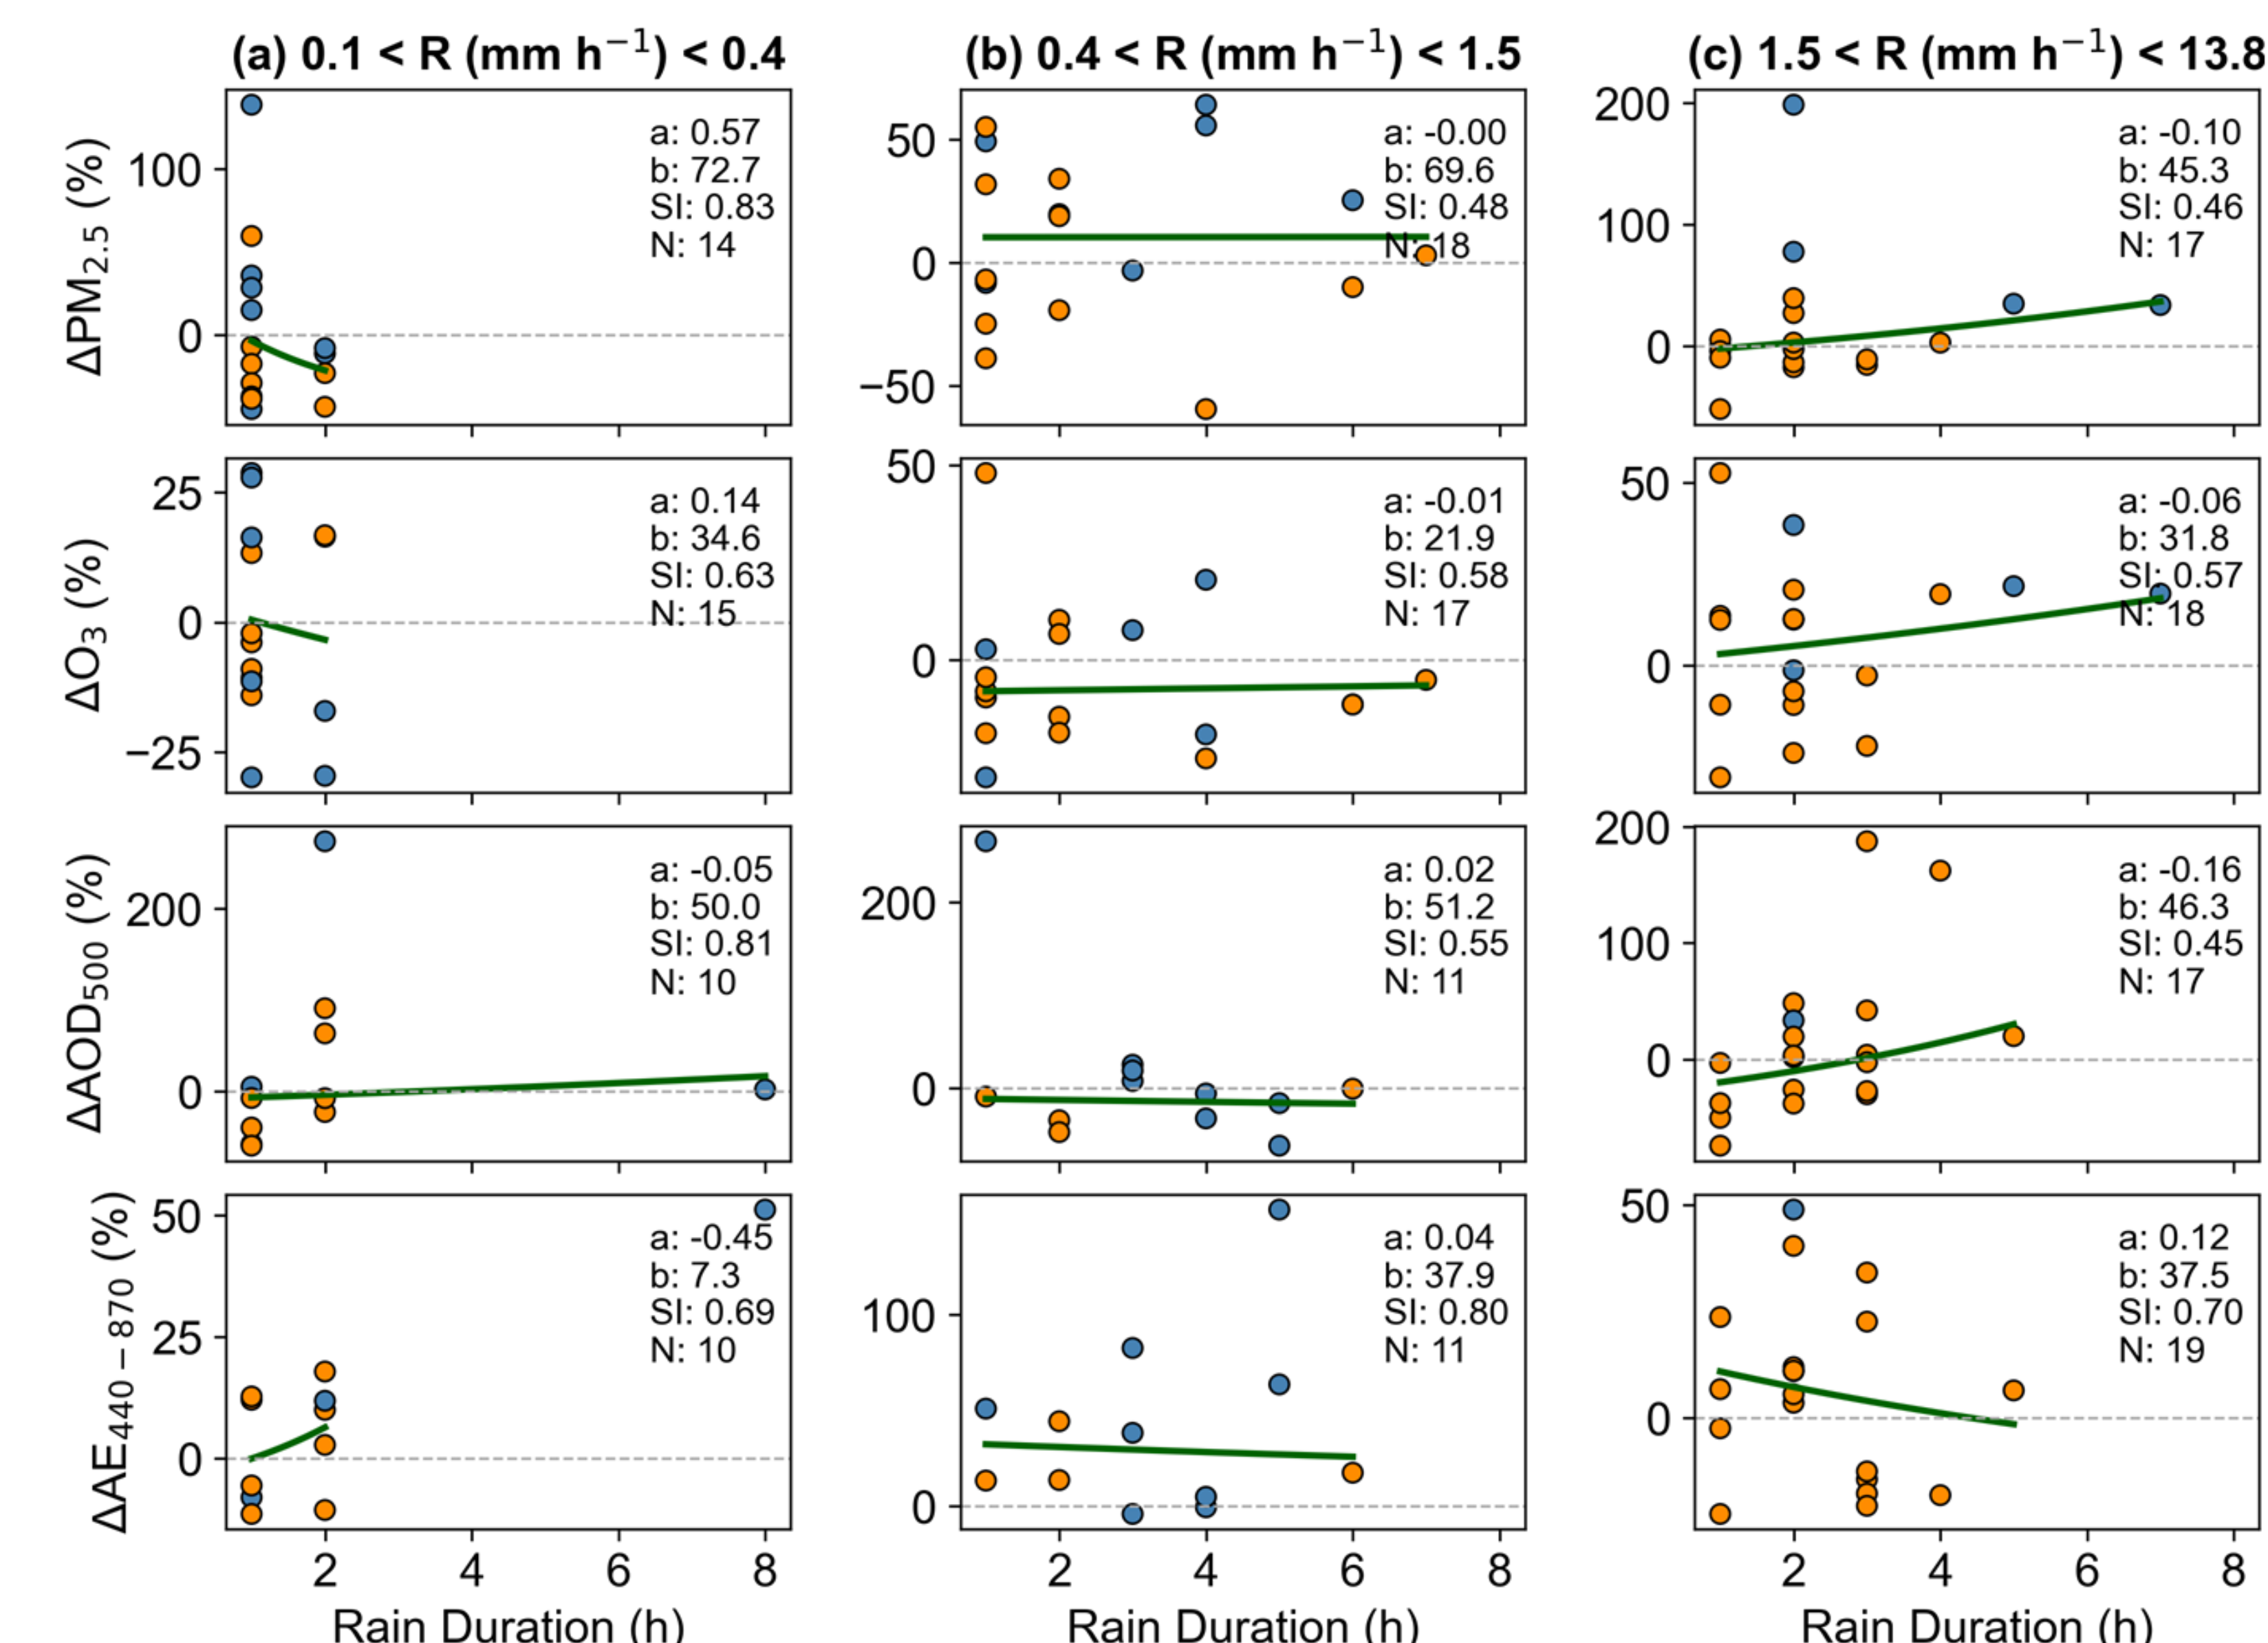 (a) 0.1 < R (mm h⁻¹) < 0.4
(b) 0.4 < R (mm h⁻¹) < 1.5
(c) 1.5 < R (mm h⁻¹) < 13.8
ΔPM₂.₅ (%)
100
0
a: 0.57
b: 72.7
SI: 0.83
N: 14
50
0
−50
a: -0.00
b: 69.6
SI: 0.48
N: 18
200
100
0
a: -0.10
b: 45.3
SI: 0.46
N: 17
ΔO₃ (%)
25
0
−25
a: 0.14
b: 34.6
SI: 0.63
N: 15
50
0
a: -0.01
b: 21.9
SI: 0.58
N: 17
50
0
a: -0.06
b: 31.8
SI: 0.57
N: 18
ΔAOD₅₀₀ (%)
200
0
a: -0.05
b: 50.0
SI: 0.81
N: 10
200
0
a: 0.02
b: 51.2
SI: 0.55
N: 11
200
100
0
a: -0.16
b: 46.3
SI: 0.45
N: 17
ΔAE₄₄₀₋₈₇₀ (%)
50
25
0
a: -0.45
b: 7.3
SI: 0.69
N: 10
100
0
a: 0.04
b: 37.9
SI: 0.80
N: 11
50
0
a: 0.12
b: 37.5
SI: 0.70
N: 19
2 4 6 8
2 4 6 8
2 4 6 8
Rain Duration (h)
Rain Duration (h)
Rain Duration (h)